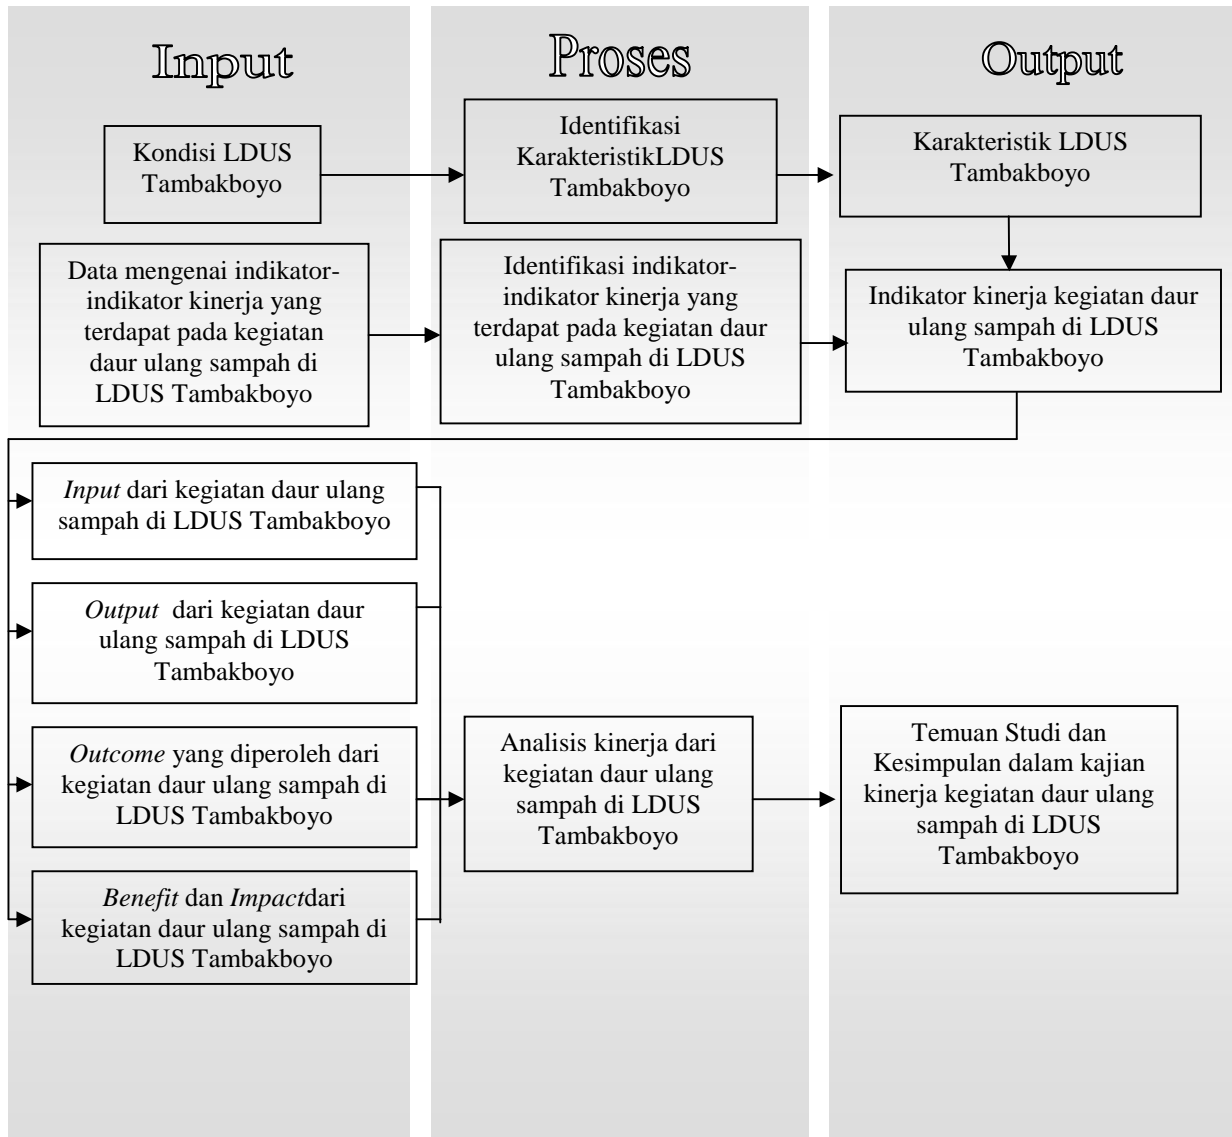 Input
Proses
Output
Kondisi LDUS
Tambakboyo
Identifikasi
KarakteristikLDUS
Tambakboyo
Karakteristik LDUS
Tambakboyo
Data mengenai indikator-
indikator kinerja yang
terdapat pada kegiatan
daur ulang sampah di
LDUS Tambakboyo
Identifikasi indikator-
indikator kinerja yang
terdapat pada kegiatan daur
ulang sampah di LDUS
Tambakboyo
Indikator kinerja kegiatan daur
ulang sampah di LDUS
Tambakboyo
Input dari kegiatan daur ulang
sampah di LDUS Tambakboyo
Output dari kegiatan daur
ulang sampah di LDUS
Tambakboyo
Outcome yang diperoleh dari
kegiatan daur ulang sampah di
LDUS Tambakboyo
Benefit dan Impactdari
kegiatan daur ulang sampah di
LDUS Tambakboyo
Analisis kinerja dari
kegiatan daur ulang
sampah di LDUS
Tambakboyo
Temuan Studi dan
Kesimpulan dalam kajian
kinerja kegiatan daur ulang
sampah di LDUS
Tambakboyo